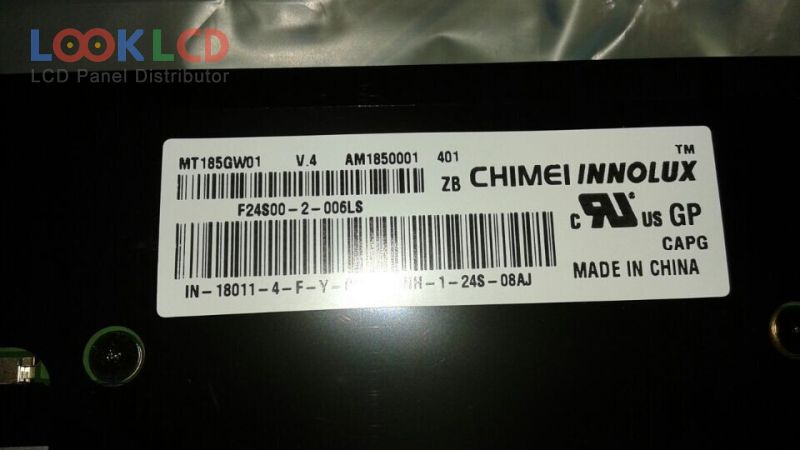 LOOKLCD
LCD Panel Distributor
MT185GW01 V.4 AM1850001 401
ZB CHIMEI INNOLUX TM
F24S00-2-006LS
c RU US GP
CAPG
MADE IN CHINA
IN-18011-4-F-Y- -1-24S-08AJ